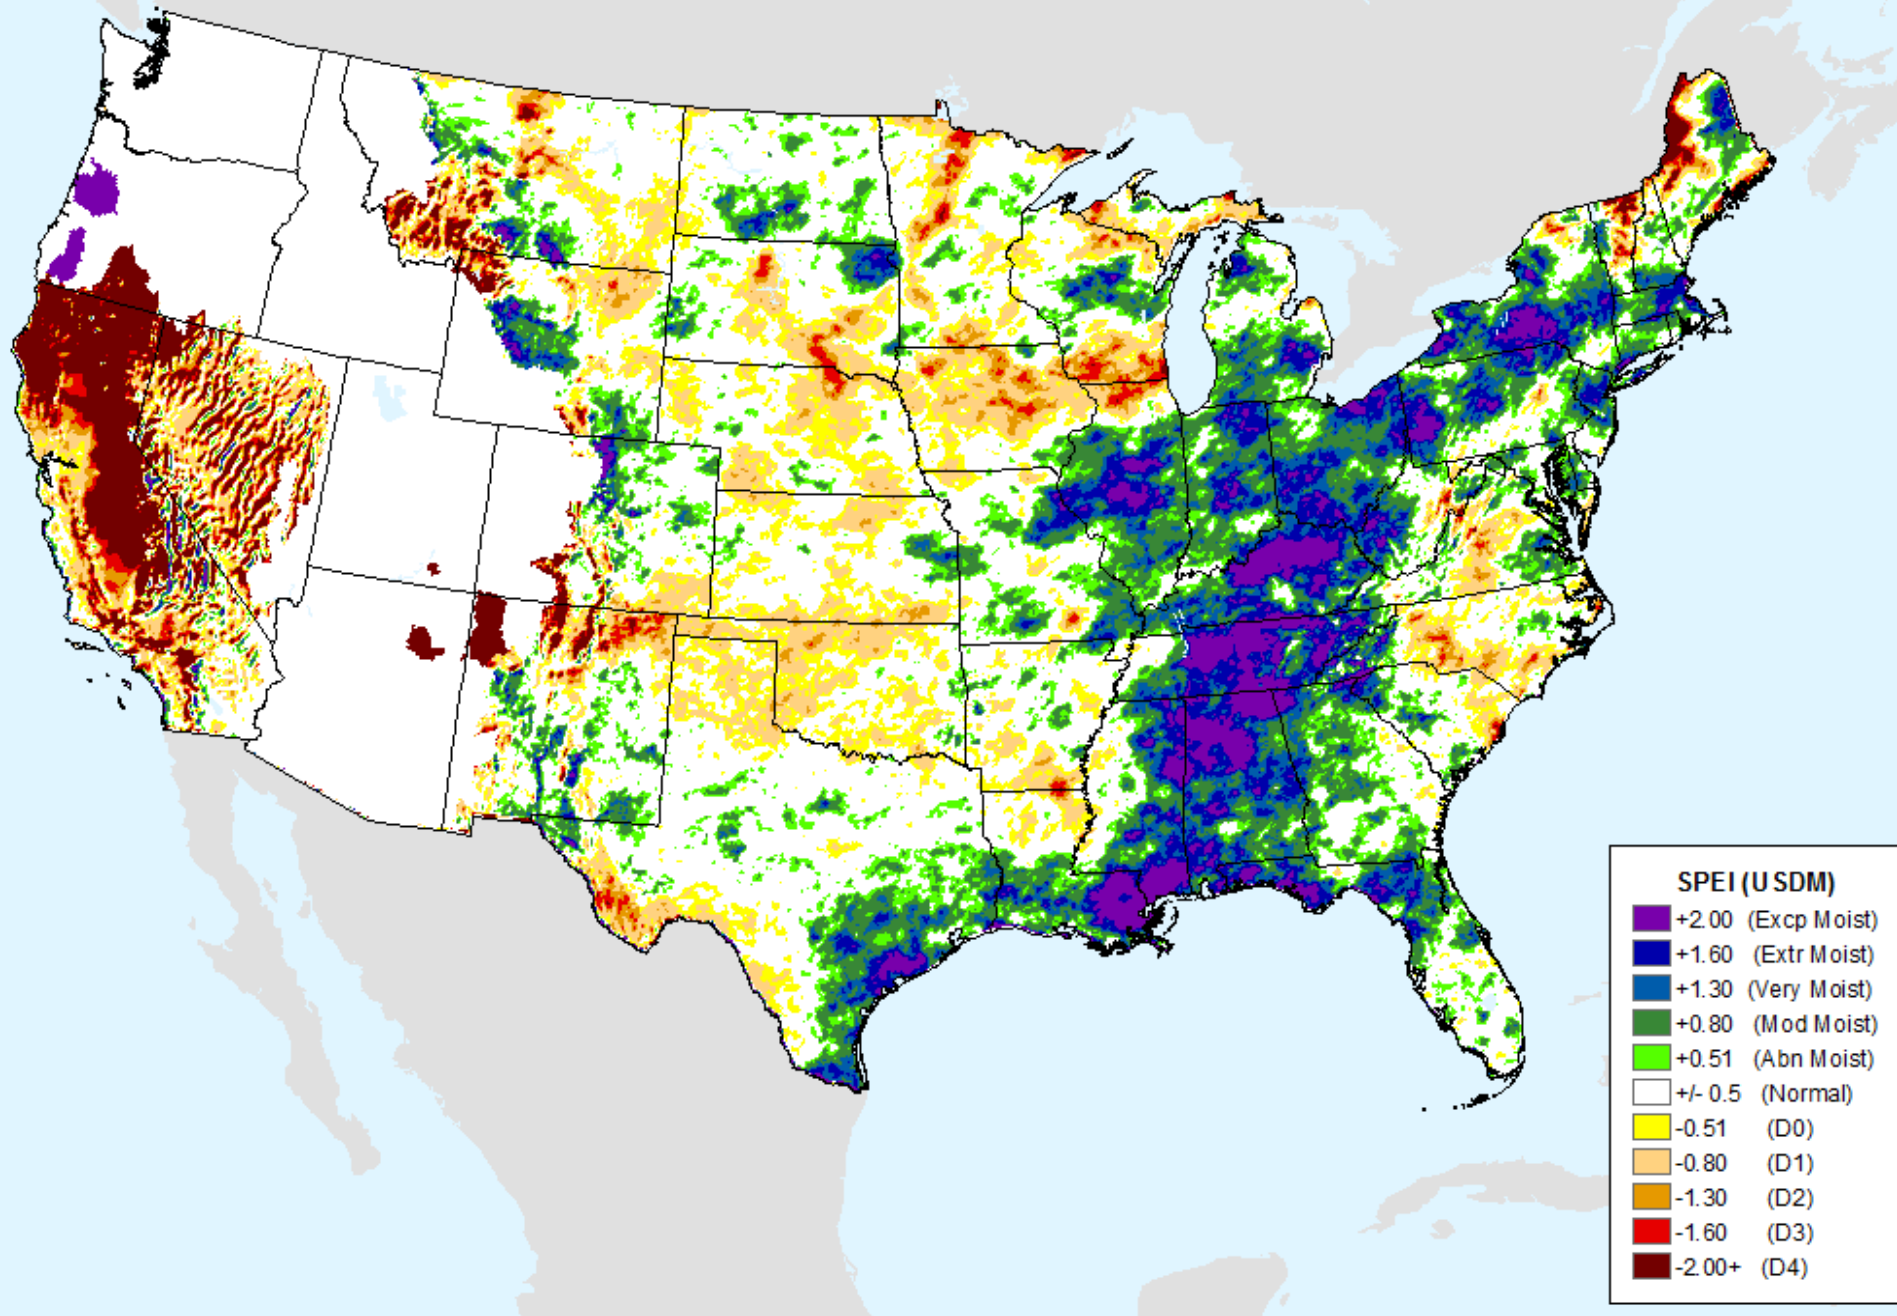 SPEI (USDM)
+2.00 (Excp Moist)
+1.60 (Extr Moist)
+1.30 (Very Moist)
+0.80 (Mod Moist)
+0.51 (Abn Moist)
+/- 0.5 (Normal)
-0.51 (D0)
-0.80 (D1)
-1.30 (D2)
-1.60 (D3)
-2.00+ (D4)